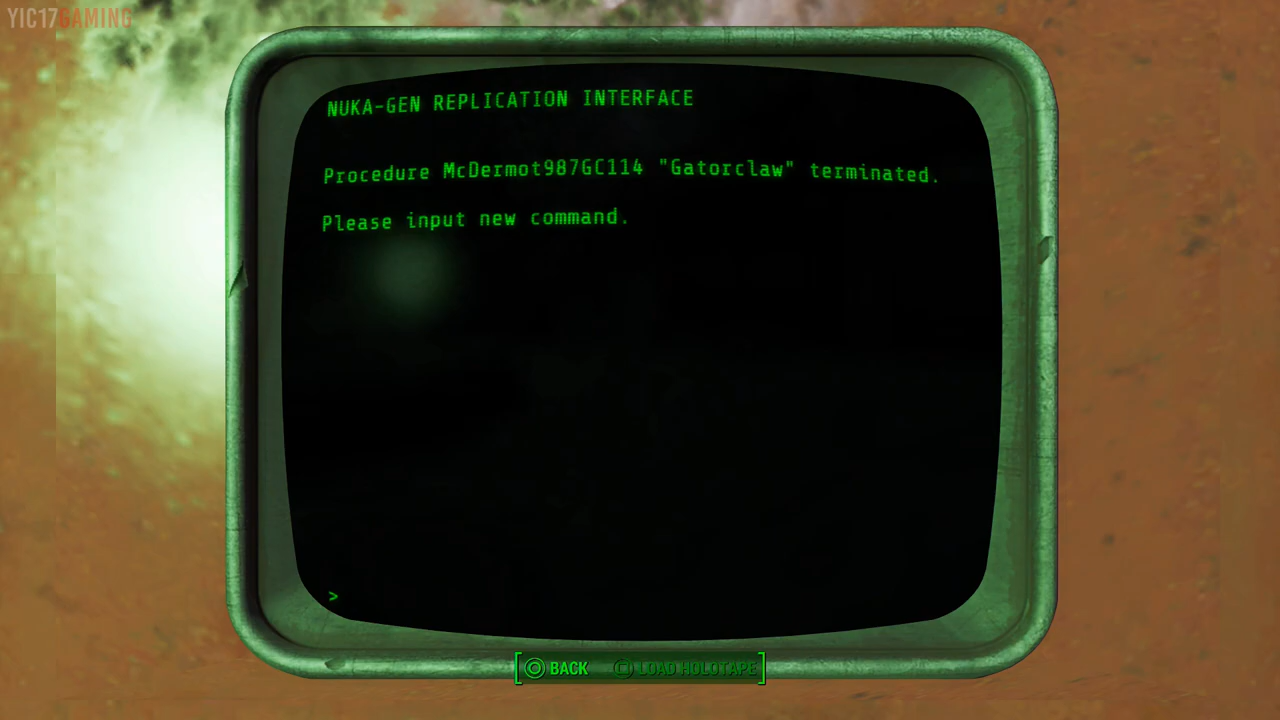 YIC17GAMING
NUKA-GEN REPLICATION INTERFACE
Procedure McDermot987GC114 "Gatorclaw" terminated.
Please input new command.
>
BACK LOAD HOLOTAPE